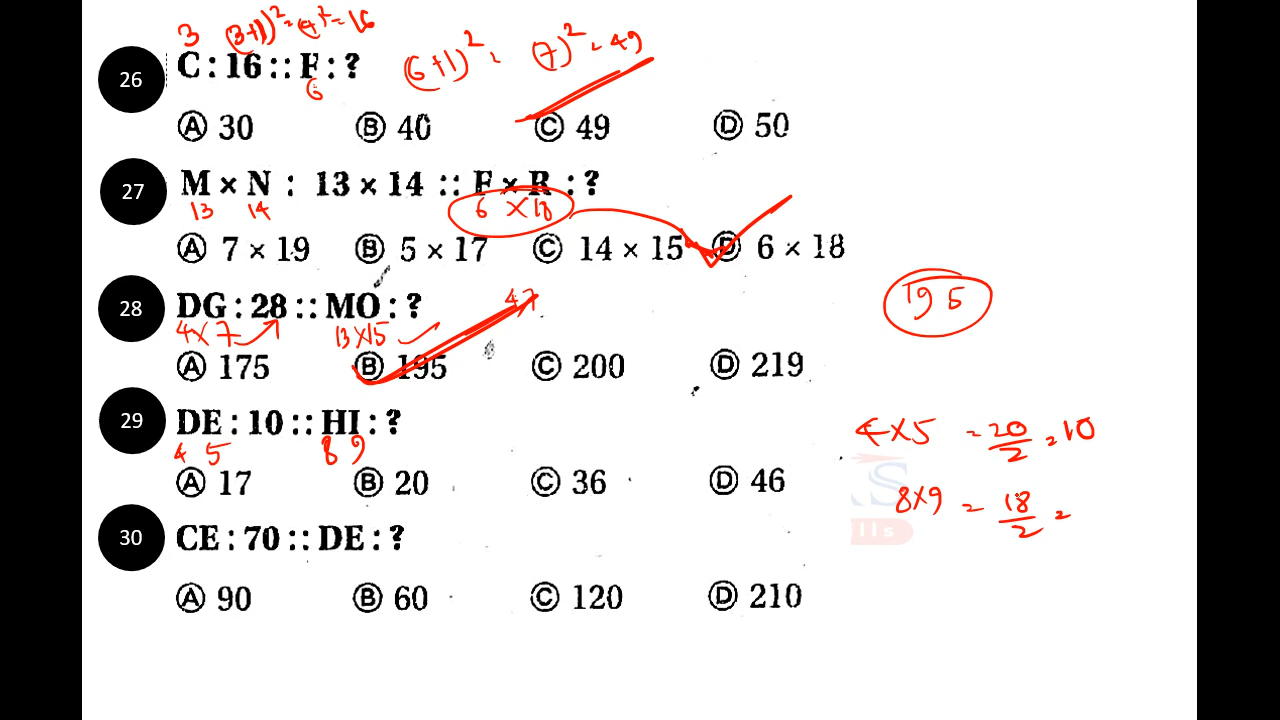 3 (3+1)² = 4² = 16
26 C : 16 : : F : ?
6
(6+1)² = (7)² = 49
A 30 B 40 C 49 D 50
27 M × N : 13 × 14 : : F × R : ?
13 14 6 × 18
A 7 × 19 B 5 × 17 C 14 × 15 D 6 × 18
28 DG : 28 : : MO : ?
4 × 7 13 × 15
195
A 175 B 195 C 200 D 219
29 DE : 10 : : HI : ?
4 5 8 9
4 × 5 = 20/2 = 10
A 17 B 20 C 36 D 46
8 × 9 = 18/2 =
30 CE : 70 : : DE : ?
A 90 B 60 C 120 D 210